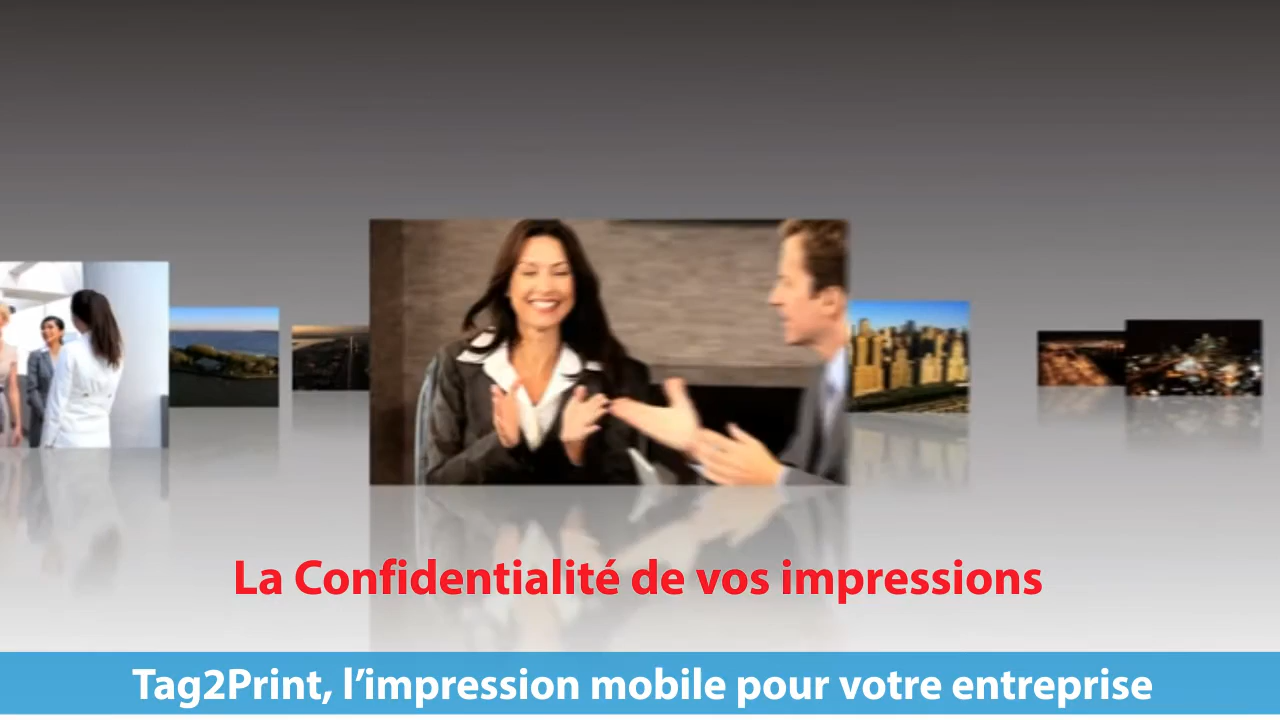 La Confidentialité de vos impressions
Tag2Print, l’impression mobile pour votre entreprise